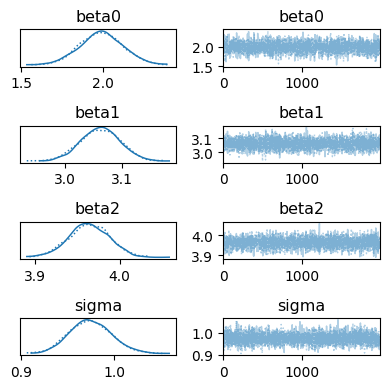 beta0 beta0
2.0
1.5
1.5 2.0 0 1000
beta1 beta1
3.1
3.0
3.0 3.1 0 1000
beta2 beta2
4.0
3.9
3.9 4.0 0 1000
sigma sigma
1.0
0.9
0.9 1.0 0 1000